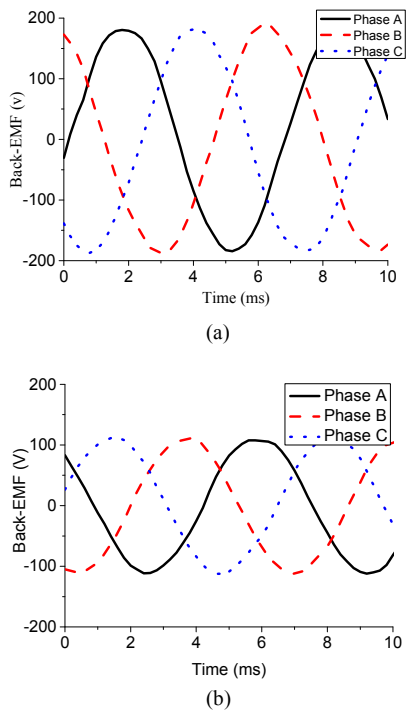 Phase A
Phase B
Phase C
200
100
0
-100
-200
Back-EMF (v)
0 2 4 6 8 10
Time (ms)
(a)
Phase A
Phase B
Phase C
200
100
0
-100
-200
Back-EMF (V)
0 2 4 6 8 10
Time (ms)
(b)